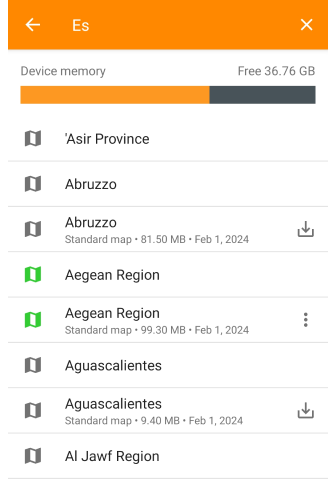 Es
Device memory Free 36.76 GB
'Asir Province
Abruzzo
Abruzzo
Standard map • 81.50 MB • Feb 1, 2024
Aegean Region
Aegean Region
Standard map • 99.30 MB • Feb 1, 2024
Aguascalientes
Aguascalientes
Standard map • 9.40 MB • Feb 1, 2024
Al Jawf Region